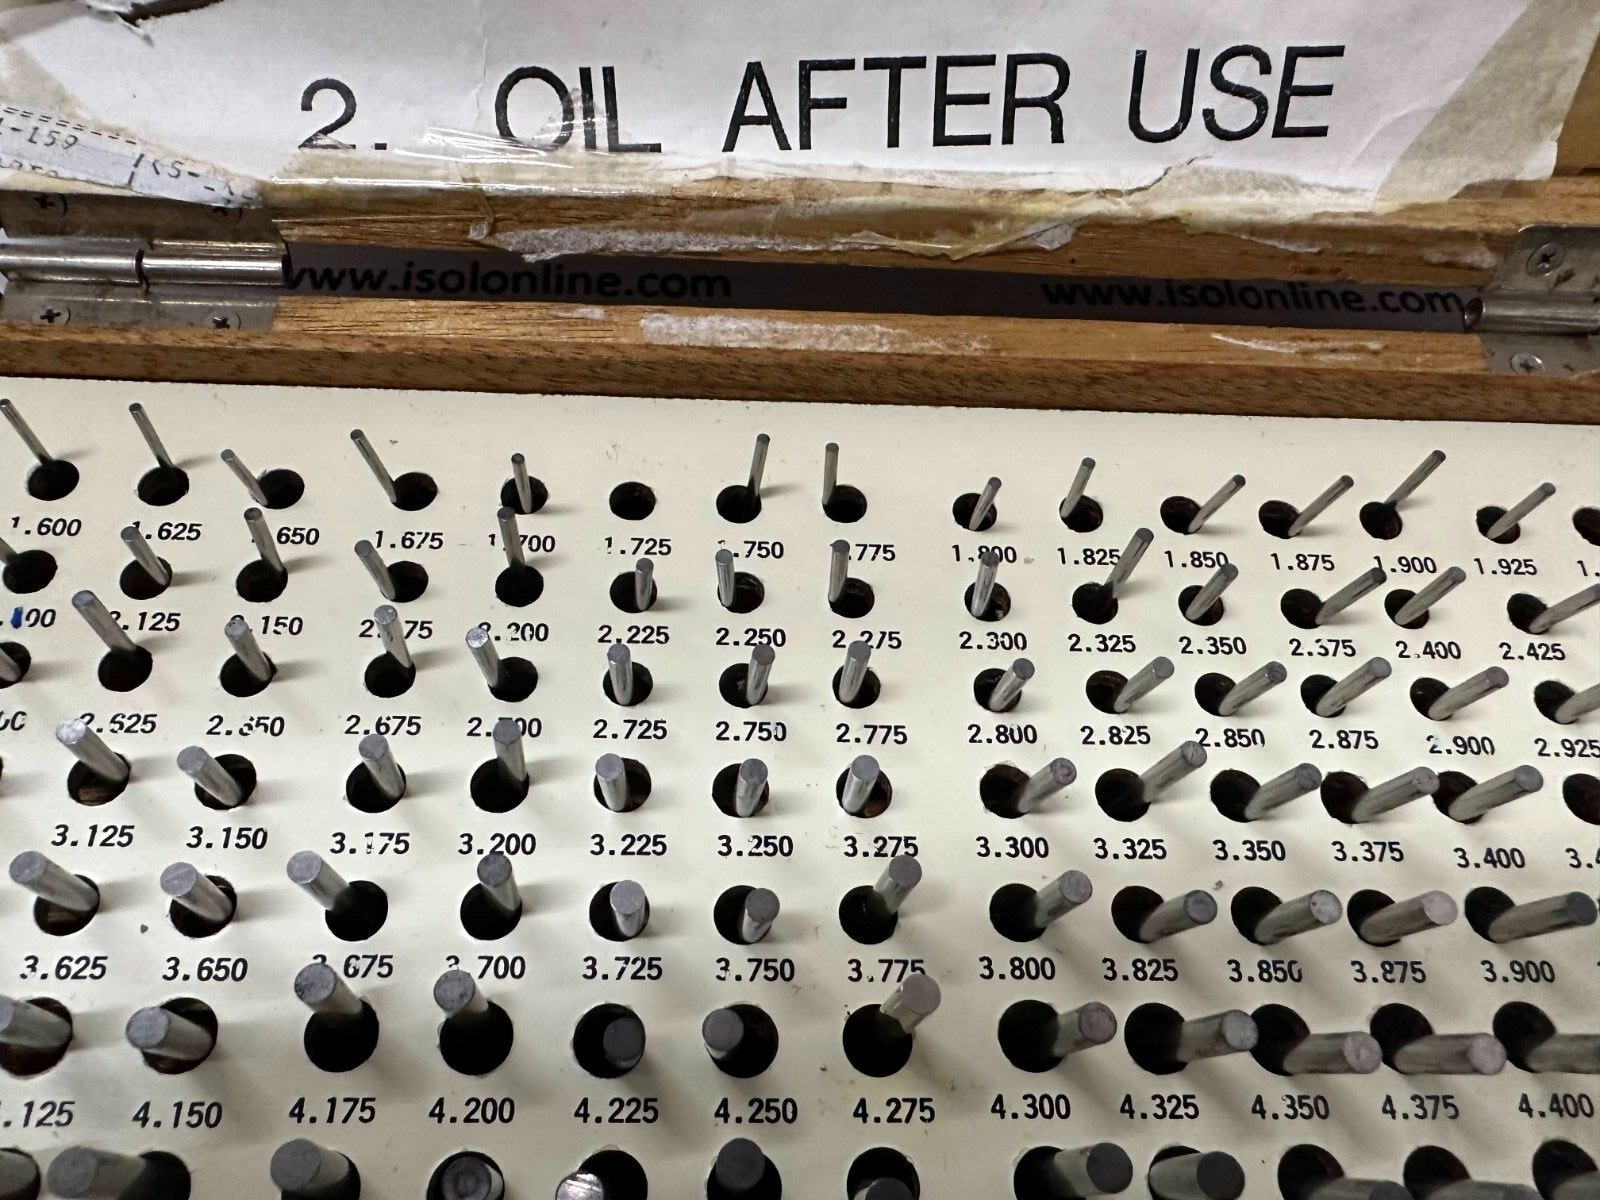 2. OIL AFTER USE
-159
www.isolonline.com www.isolonline.com
1.600 1.625 1.650 1.675 1.700 1.725 1.750 1.775 1.800 1.825 1.850 1.875 1.900 1.925
2.125 2.150 2.175 2.200 2.225 2.250 2.275 2.300 2.325 2.350 2.375 2.400 2.425
2.625 2.650 2.675 2.700 2.725 2.750 2.775 2.800 2.825 2.850 2.875 2.900 2.925
3.125 3.150 3.175 3.200 3.225 3.250 3.275 3.300 3.325 3.350 3.375 3.400
3.625 3.650 3.675 3.700 3.725 3.750 3.775 3.800 3.825 3.850 3.875 3.900
.125 4.150 4.175 4.200 4.225 4.250 4.275 4.300 4.325 4.350 4.375 4.400